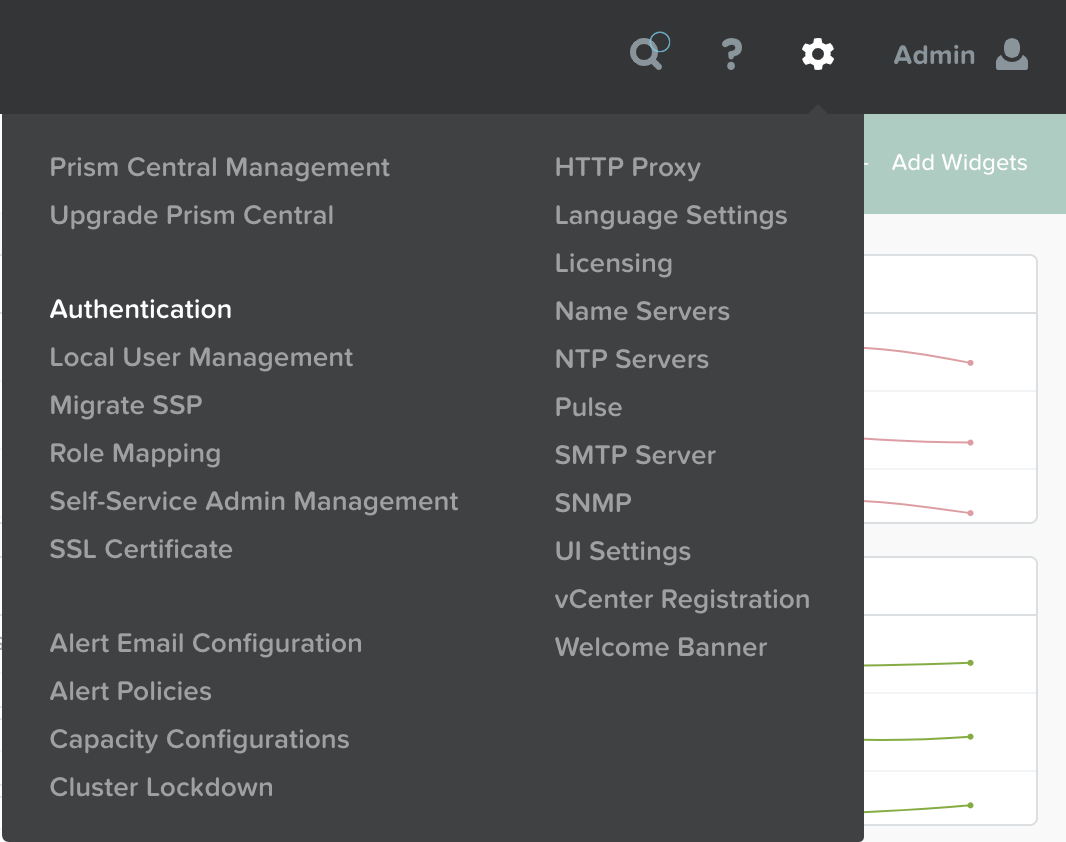 ?
Admin
Add Widgets
Prism Central Management
Upgrade Prism Central
Authentication
Local User Management
Migrate SSP
Role Mapping
Self-Service Admin Management
SSL Certificate
Alert Email Configuration
Alert Policies
Capacity Configurations
Cluster Lockdown
HTTP Proxy
Language Settings
Licensing
Name Servers
NTP Servers
Pulse
SMTP Server
SNMP
UI Settings
vCenter Registration
Welcome Banner